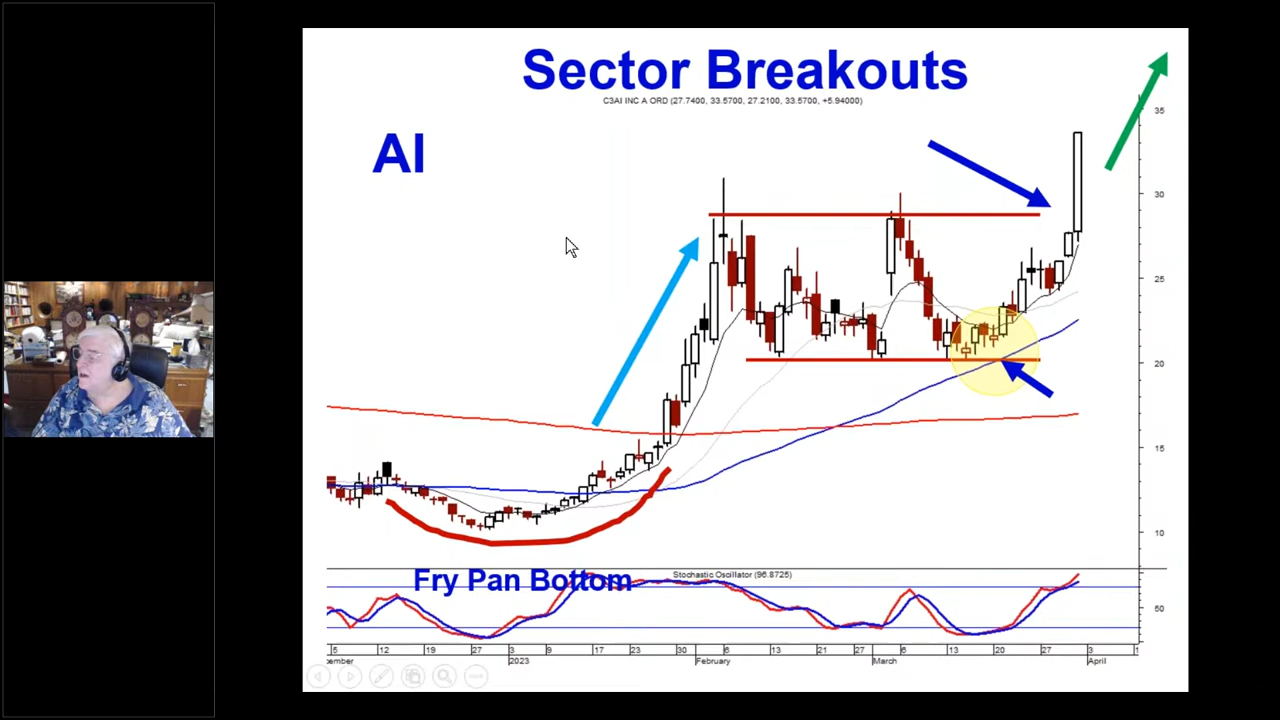 Sector Breakouts
C3AI INC A ORD (27.7400, 33.5700, 27.2100, 33.5700, +5.94000)
AI
35
30
25
20
15
10
Fry Pan Bottom
Stochastic Oscillator (96.8725)
50
5 12 19 27 3 9 17 23 30 6 13 21 27 6 13 20 27 3 1
ember 2023 February March April